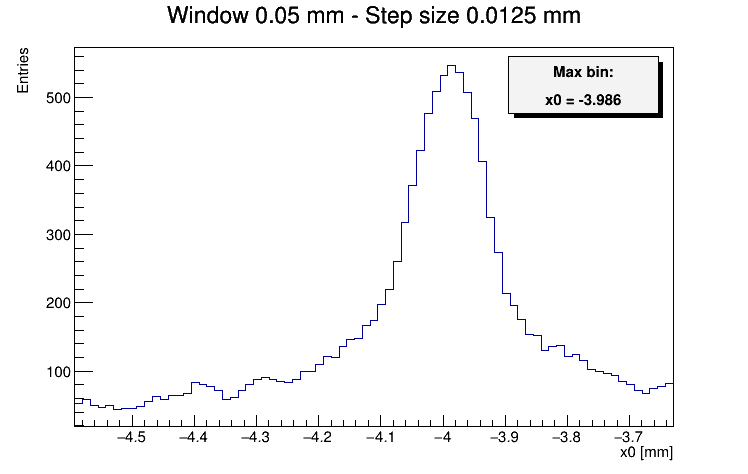 Window 0.05 mm - Step size 0.0125 mm
Entries
Max bin:
x0 = -3.986
500
400
300
200
100
−4.5 −4.4 −4.3 −4.2 −4.1 −4 −3.9 −3.8 −3.7
x0 [mm]